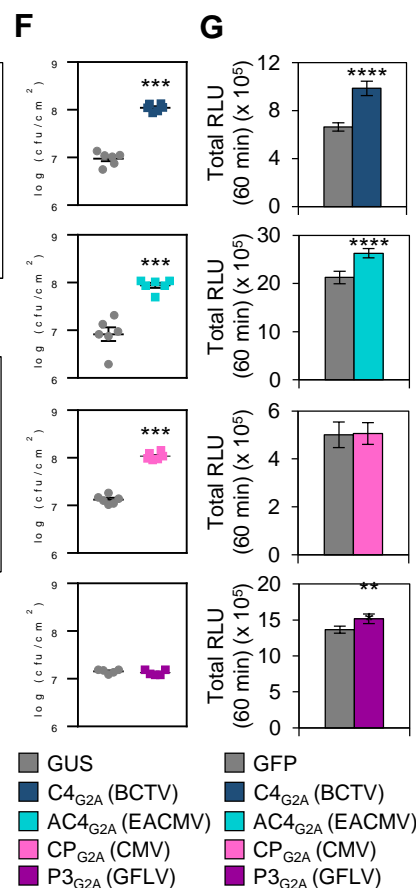 F
G
log (cfu/cm²)
9
8
7
6
***
Total RLU
(60 min) (x 10⁵)
12
8
4
0
****
log (cfu/cm²)
9
8
7
6
***
Total RLU
(60 min) (x 10⁵)
30
20
10
0
****
log (cfu/cm²)
9
8
7
6
***
Total RLU
(60 min) (x 10⁵)
6
4
2
0
log (cfu/cm²)
9
8
7
6
Total RLU
(60 min) (x 10⁵)
20
15
10
5
0
**
GUS
C4G2A (BCTV)
AC4G2A (EACMV)
CPG2A (CMV)
P3G2A (GFLV)
GFP
C4G2A (BCTV)
AC4G2A (EACMV)
CPG2A (CMV)
P3G2A (GFLV)